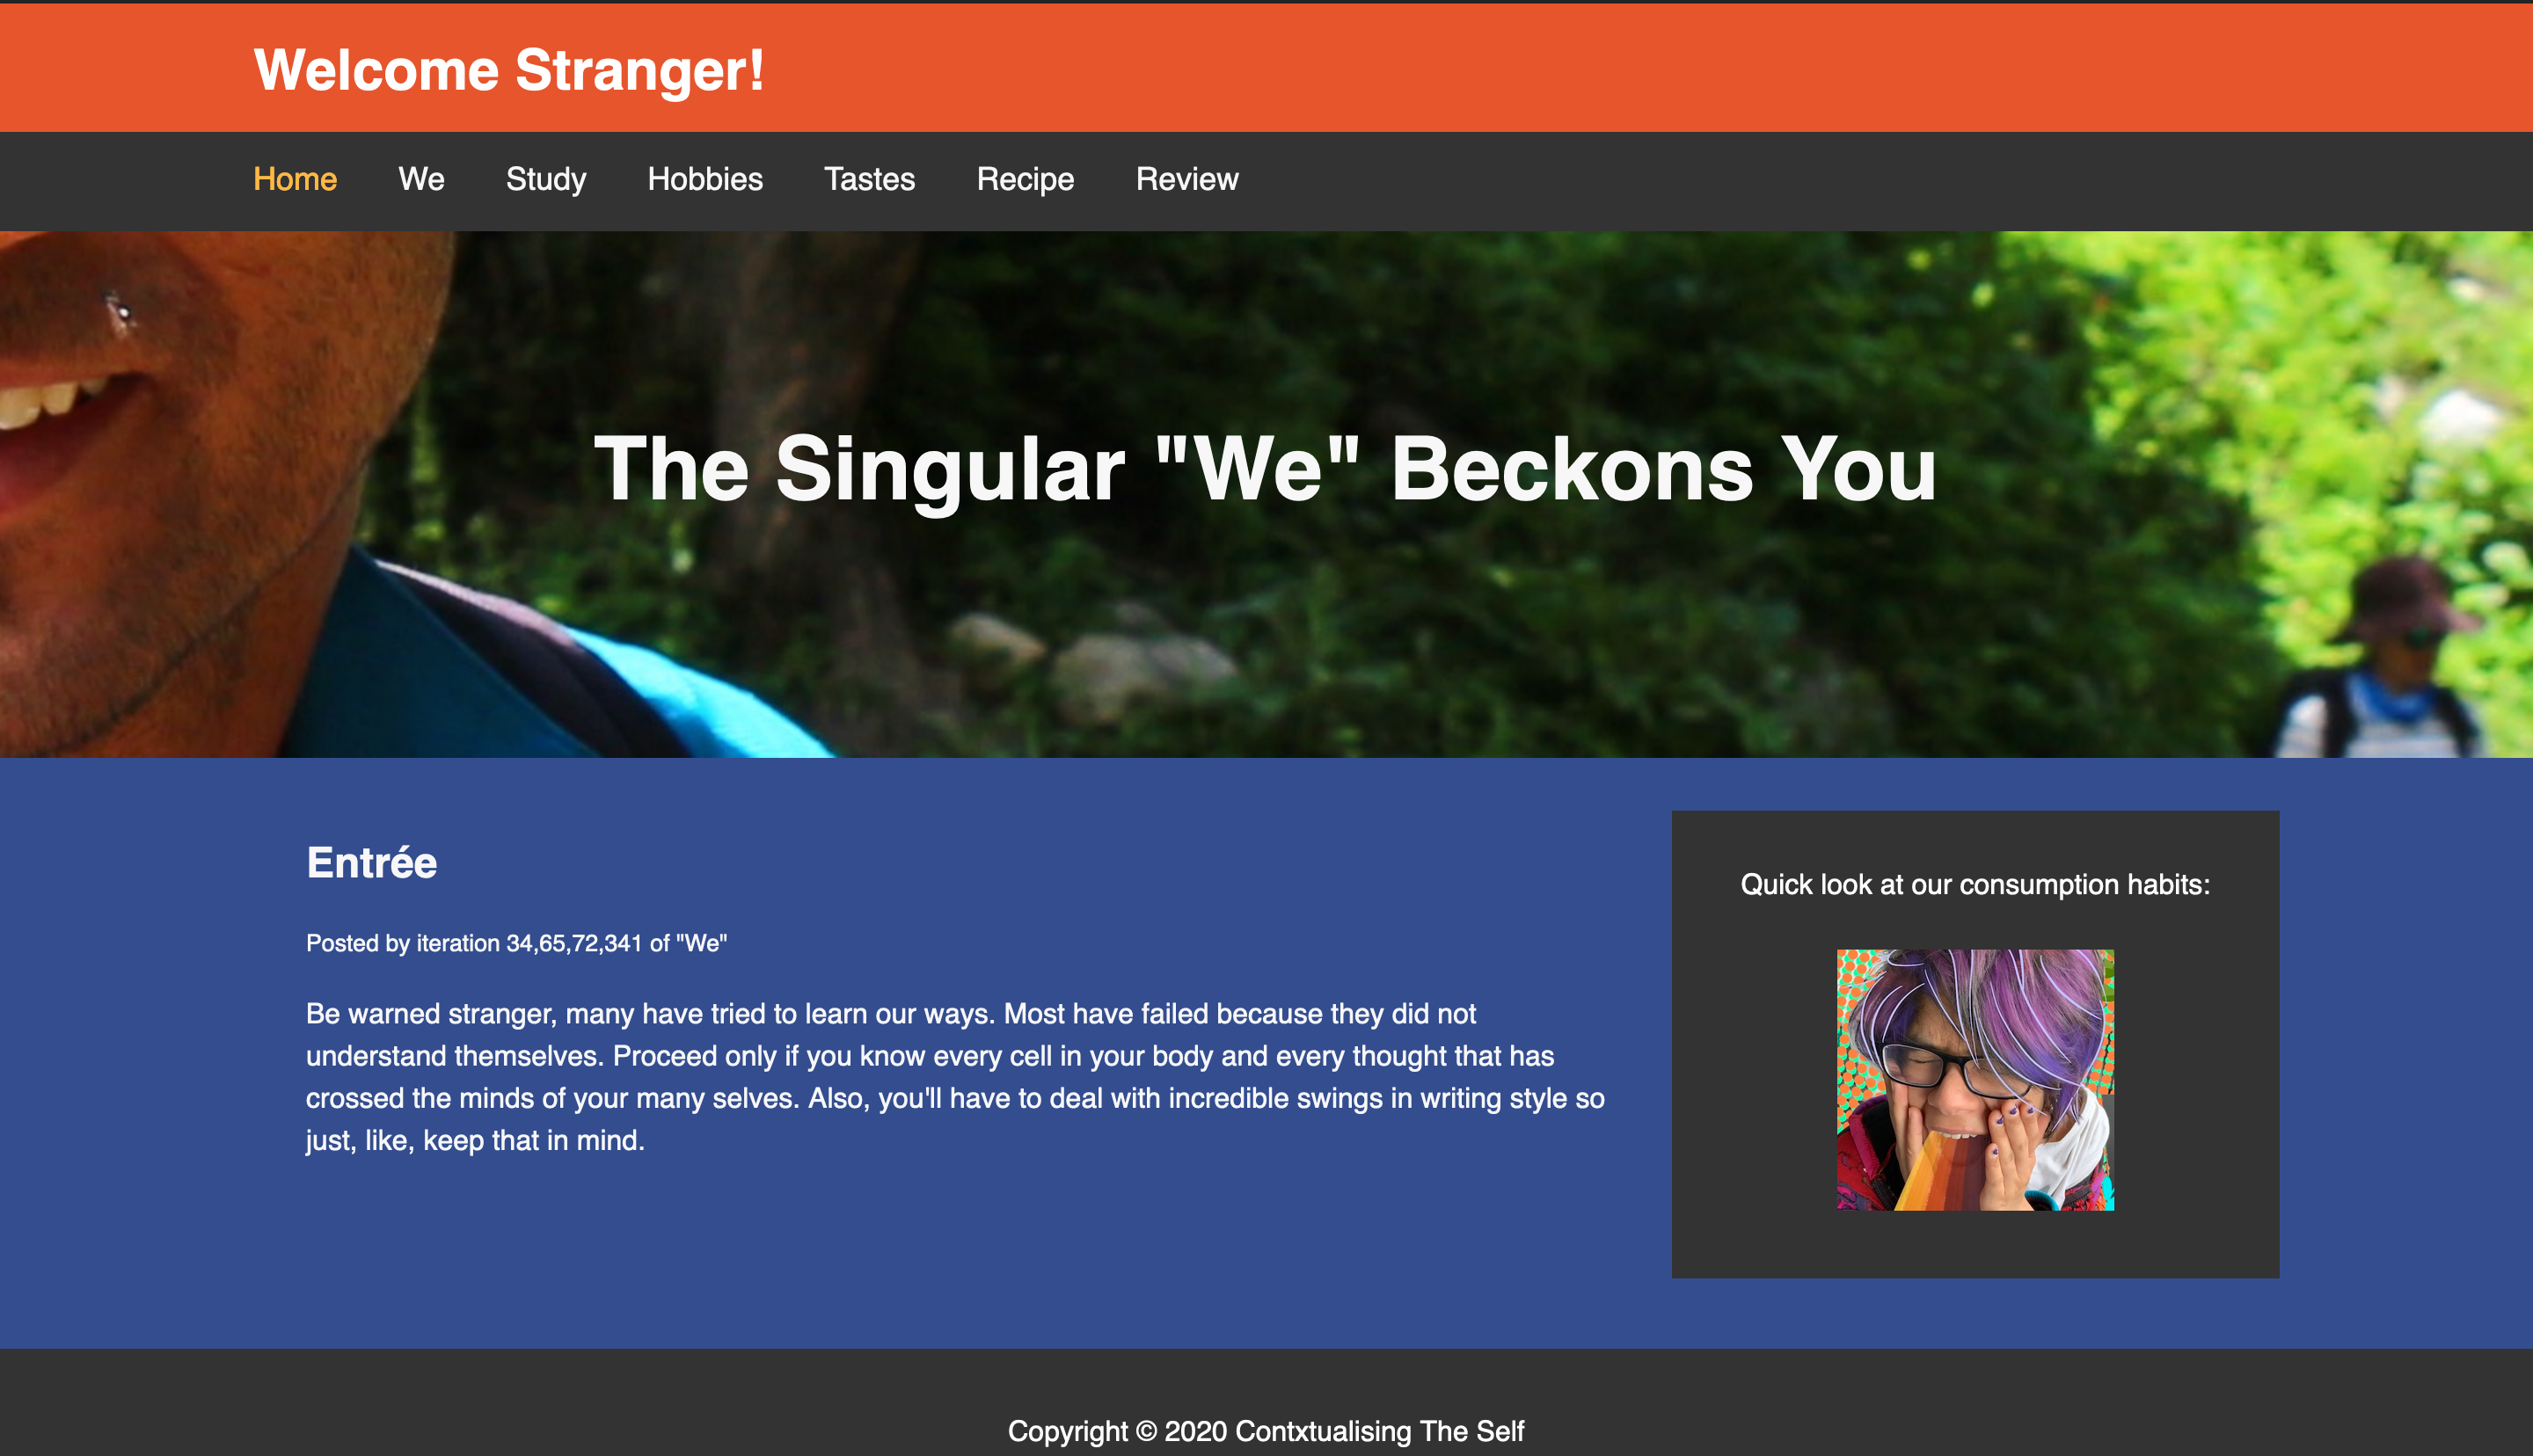 Welcome Stranger!
Home We Study Hobbies Tastes Recipe Review
The Singular "We" Beckons You
Entrée
Posted by iteration 34,65,72,341 of "We"
Be warned stranger, many have tried to learn our ways. Most have failed because they did not
understand themselves. Proceed only if you know every cell in your body and every thought that has
crossed the minds of your many selves. Also, you'll have to deal with incredible swings in writing style so
just, like, keep that in mind.
Quick look at our consumption habits:
Copyright © 2020 Contxtualising The Self